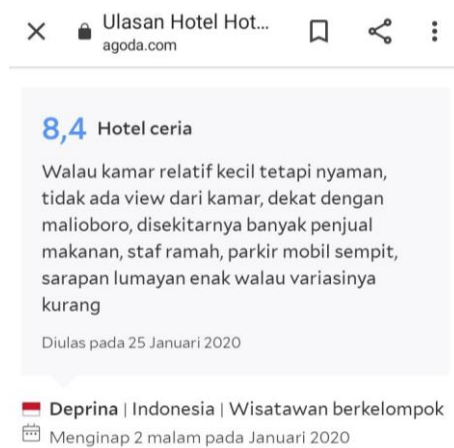 Ulasan Hotel Hot...
agoda.com
8,4 Hotel ceria
Walau kamar relatif kecil tetapi nyaman,
tidak ada view dari kamar, dekat dengan
malioboro, disekitarnya banyak penjual
makanan, staf ramah, parkir mobil sempit,
sarapan lumayan enak walau variasinya
kurang
Diulas pada 25 Januari 2020
Deprina | Indonesia | Wisatawan berkelompok
Menginap 2 malam pada Januari 2020